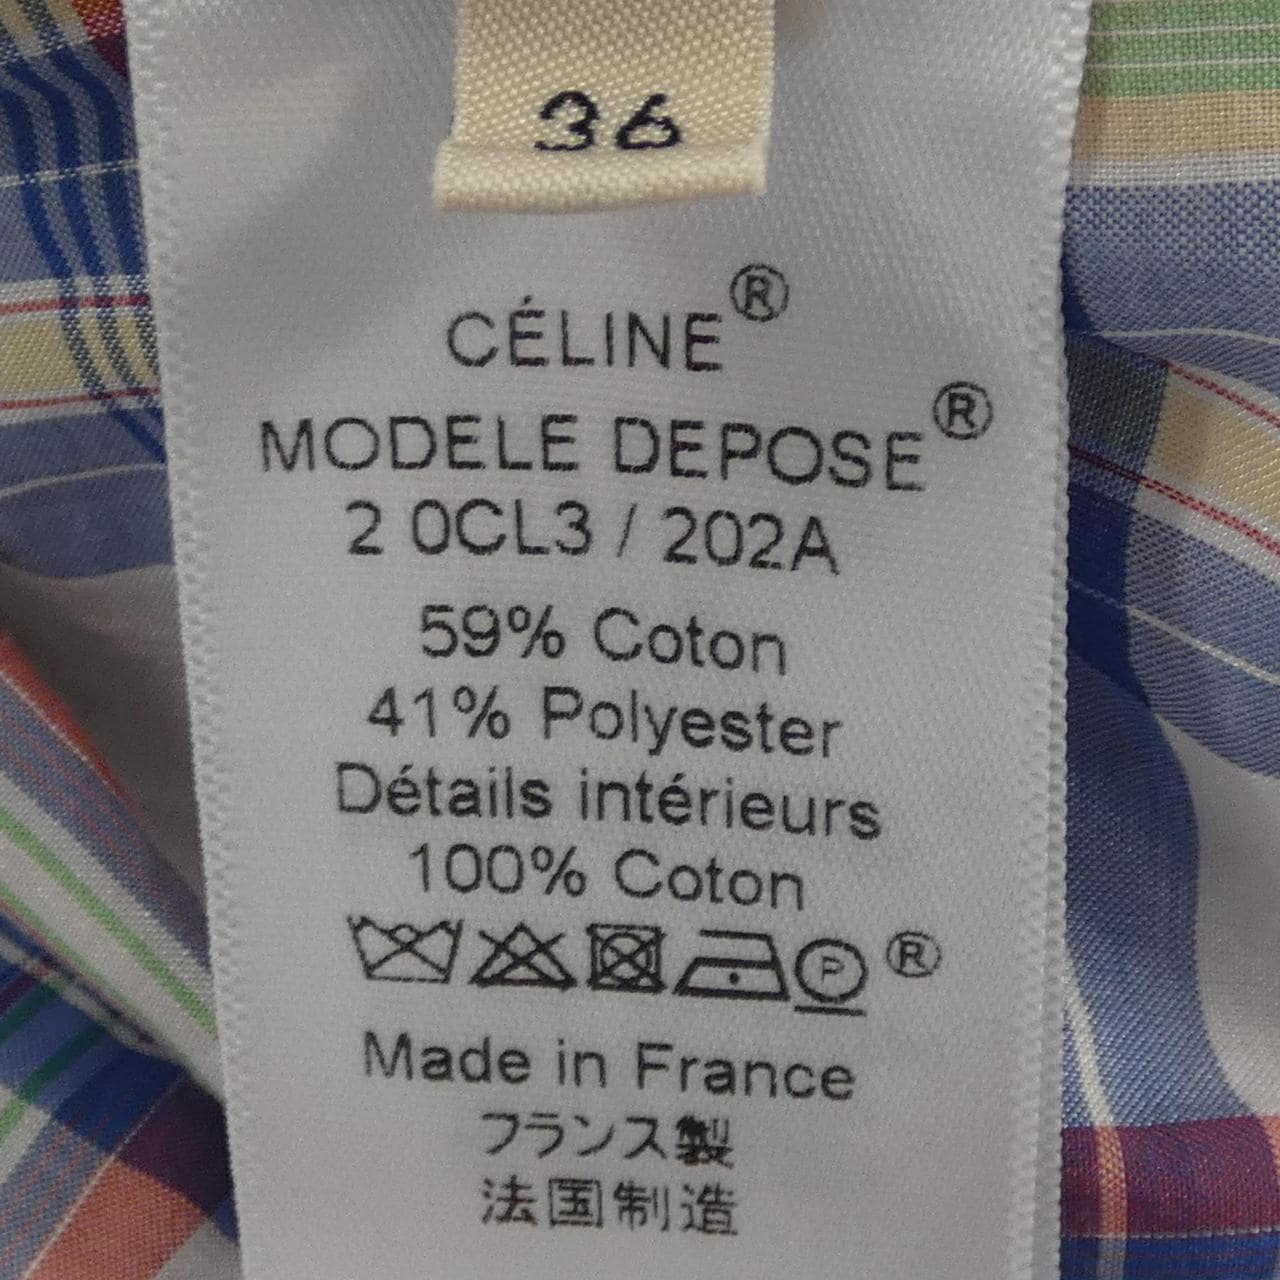 36
CÉLINE®
MODELE DEPOSE®
2 0CL3 / 202A
59% Coton
41% Polyester
Détails intérieurs
100% Coton
P ®
Made in France
フランス製
法国制造